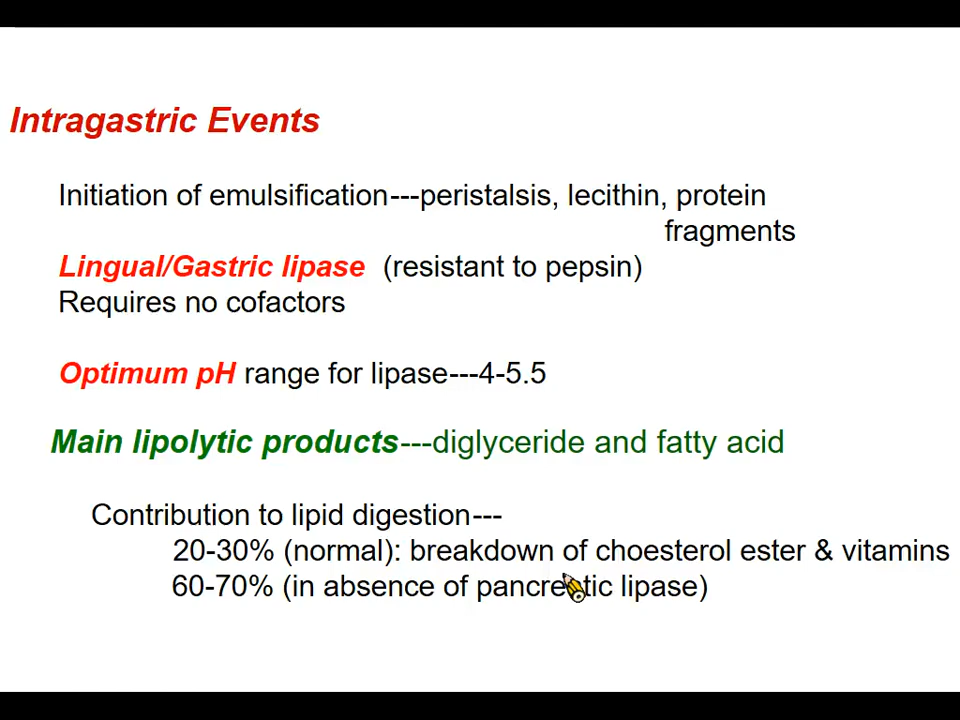 Intragastric Events
Initiation of emulsification---peristalsis, lecithin, protein
fragments
Lingual/Gastric lipase (resistant to pepsin)
Requires no cofactors
Optimum pH range for lipase---4-5.5
Main lipolytic products---diglyceride and fatty acid
Contribution to lipid digestion---
20-30% (normal): breakdown of choesterol ester & vitamins
60-70% (in absence of pancreatic lipase)